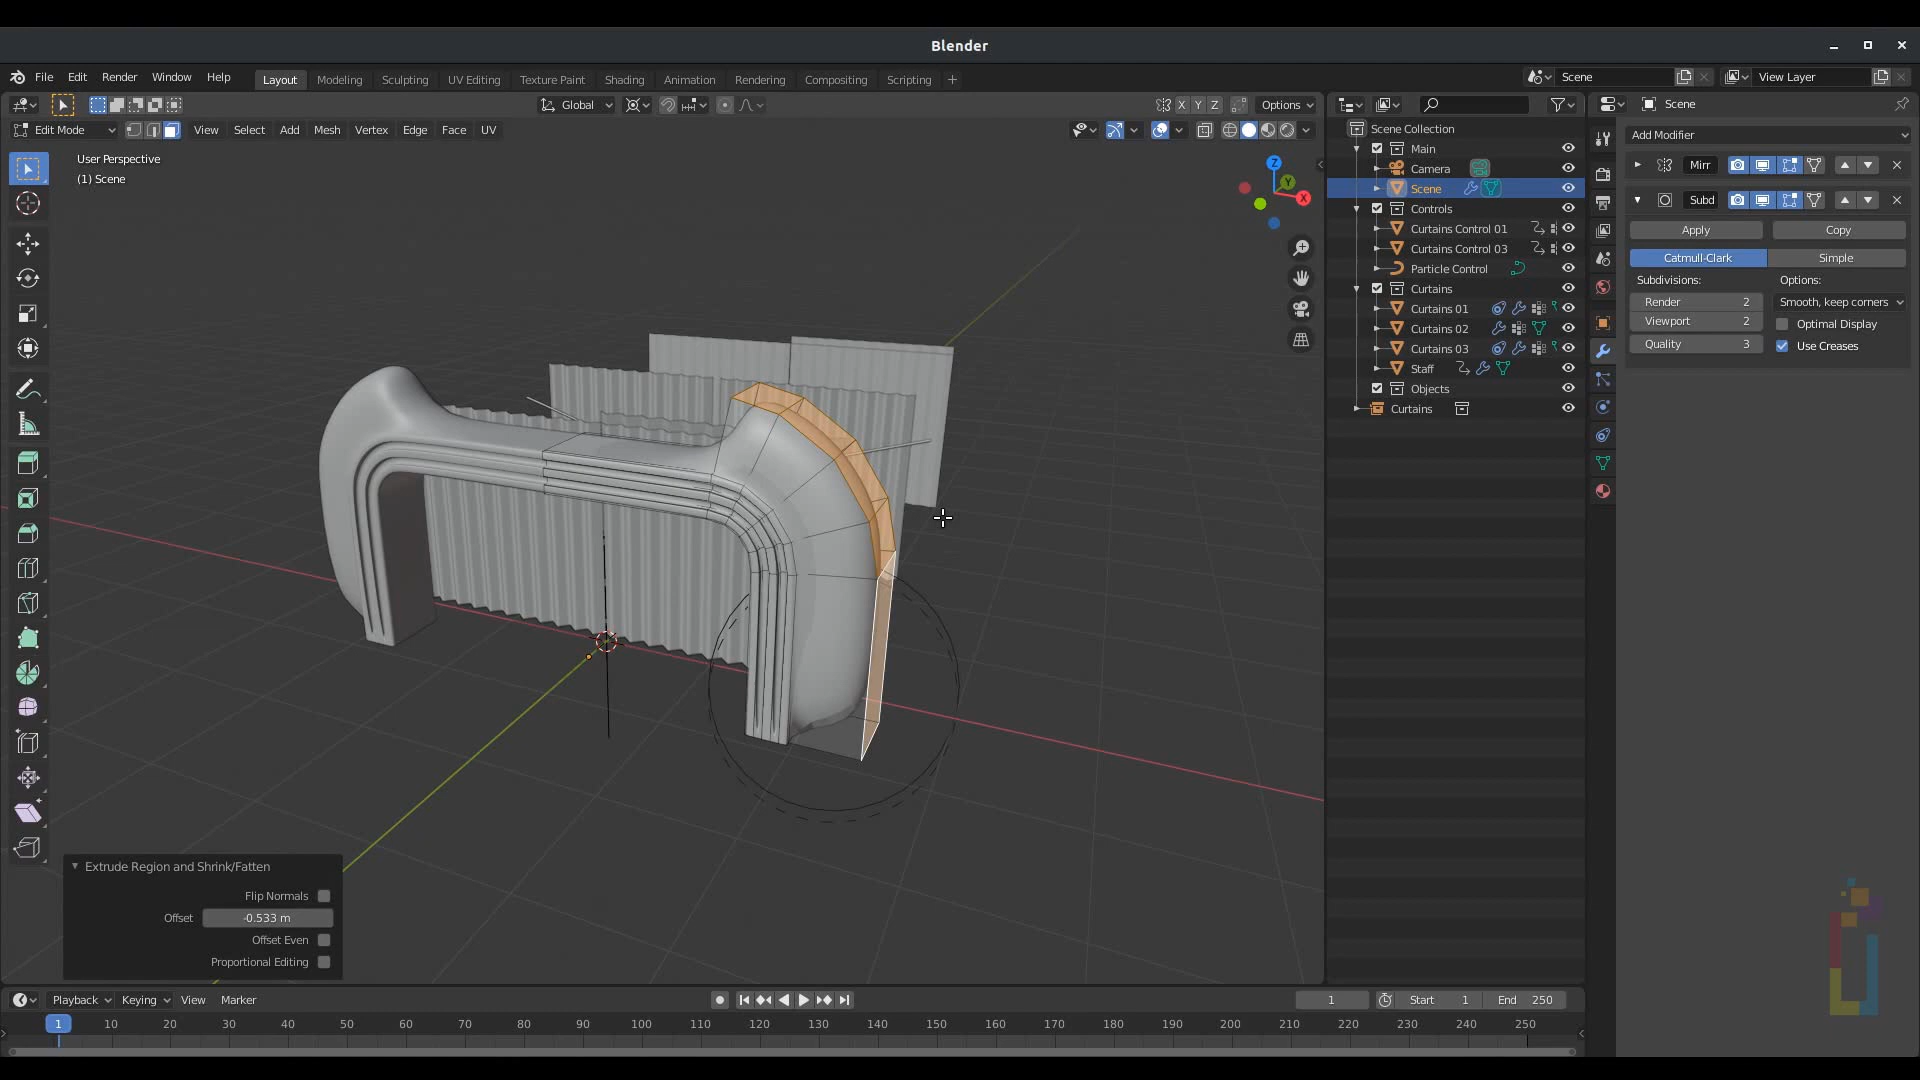 Blender
File Edit Render Window Help
Layout Modeling Sculpting UV Editing Texture Paint Shading Animation Rendering Compositing Scripting +
Scene
View Layer
Global
X Y Z
Options
Edit Mode
View Select Add Mesh Vertex Edge Face UV
User Perspective
(1) Scene
Z
Y
X
Extrude Region and Shrink/Fatten
Flip Normals
Offset -0.533 m
Offset Even
Proportional Editing
Scene Collection
Main
Camera
Scene
Controls
Curtains Control 01
Curtains Control 03
Particle Control
Curtains
Curtains 01
Curtains 02
Curtains 03
Staff
Objects
Curtains
Scene
Add Modifier
Mirr
Subd
Apply Copy
Catmull-Clark Simple
Subdivisions: Options:
Render 2 Smooth, keep corners
Viewport 2 Optimal Display
Quality 3 Use Creases
Playback Keying View Marker
1 Start 1 End 250
1 10 20 30 40 50 60 70 80 90 100 110 120 130 140 150 160 170 180 190 200 210 220 230 240 250